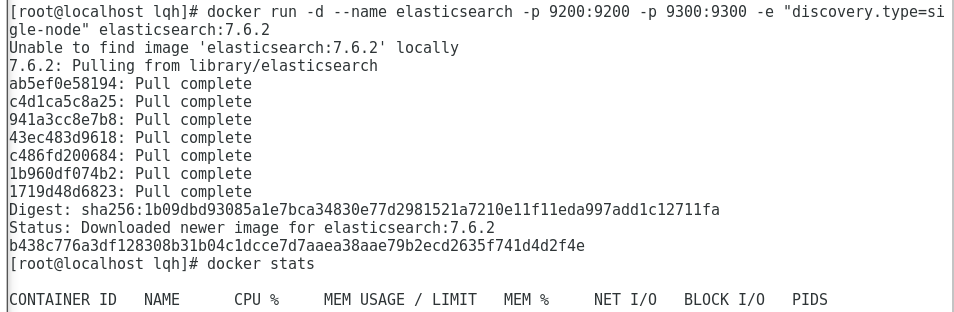 [root@localhost lqh]# docker run -d --name elasticsearch -p 9200:9200 -p 9300:9300 -e "discovery.type=si
gle-node" elasticsearch:7.6.2
Unable to find image 'elasticsearch:7.6.2' locally
7.6.2: Pulling from library/elasticsearch
ab5ef0e58194: Pull complete
c4d1ca5c8a25: Pull complete
941a3cc8e7b8: Pull complete
43ec483d9618: Pull complete
c486fd200684: Pull complete
1b960df074b2: Pull complete
1719d48d6823: Pull complete
Digest: sha256:1b09dbd93085a1e7bca34830e77d2981521a7210e11f11eda997add1c12711fa
Status: Downloaded newer image for elasticsearch:7.6.2
b438c776a3df128308b31b04c1dcce7d7aaea38aae79b2ecd2635f741d4d2f4e
[root@localhost lqh]# docker stats
CONTAINER ID   NAME      CPU %     MEM USAGE / LIMIT   MEM %     NET I/O   BLOCK I/O   PIDS